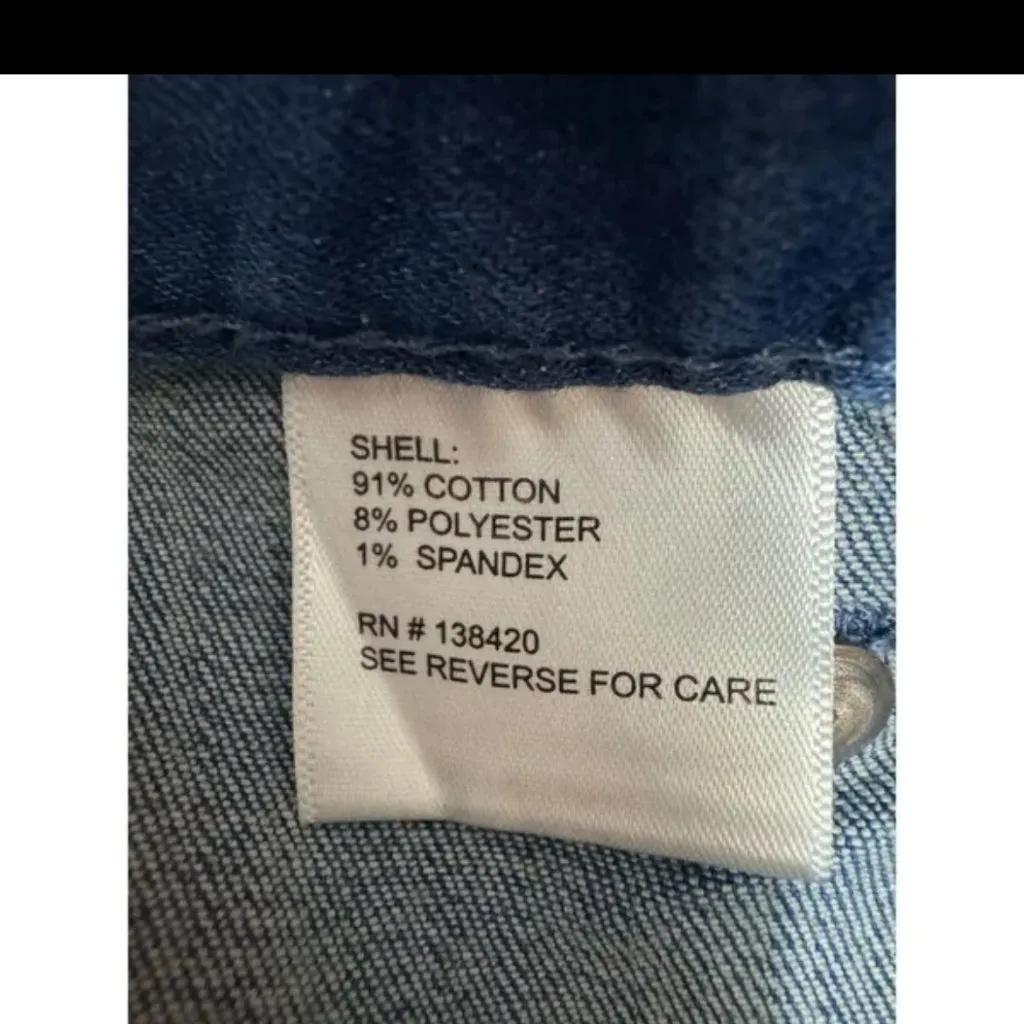 SHELL:
91% COTTON
8% POLYESTER
1% SPANDEX
RN # 138420
SEE REVERSE FOR CARE